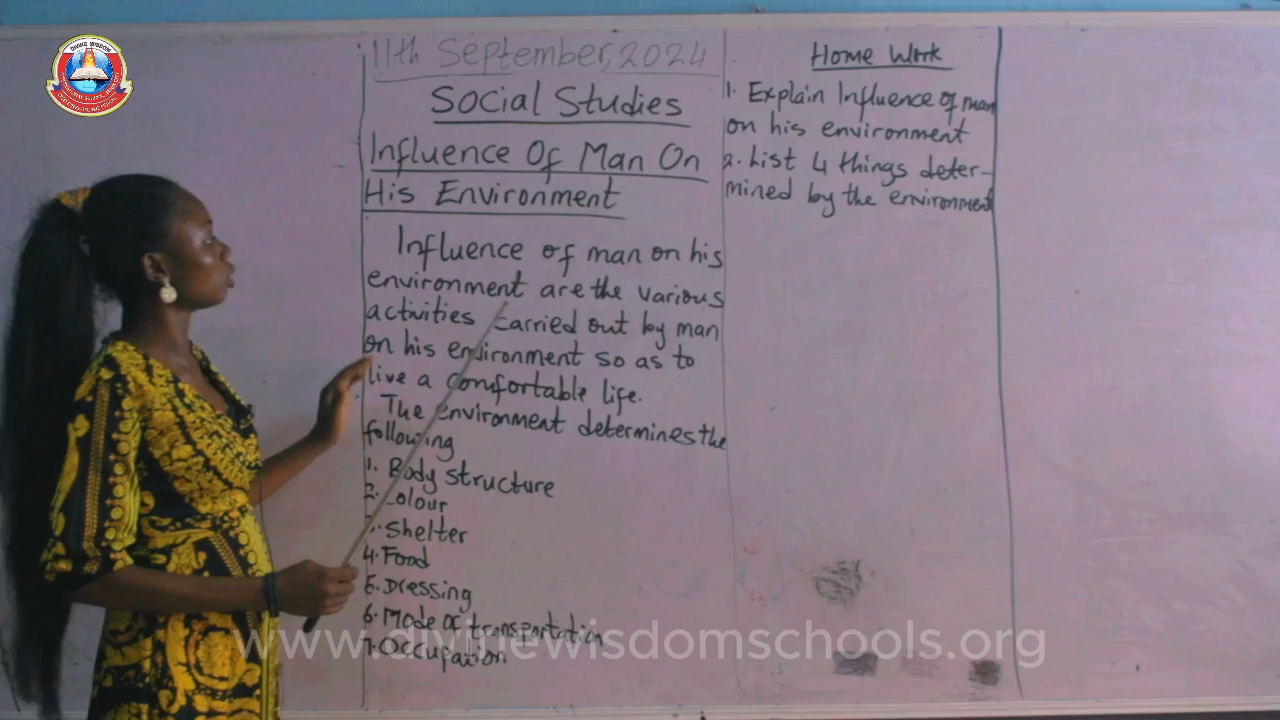 DIVINE WISDOM
11th September, 2024
Social Studies
Influence Of Man On
His Environment
Influence of man on his
environment are the various
activities carried out by man
on his environment so as to
live a comfortable life.
The environment determines the
following
1. Body structure
2. Colour
3. Shelter
4. Food
5. Dressing
6. Mode of transportation
7. Occupation
Home Work
1. Explain Influence of man
on his environment
2. List 4 things deter-
mined by the environment
www.divinewisdomschools.org